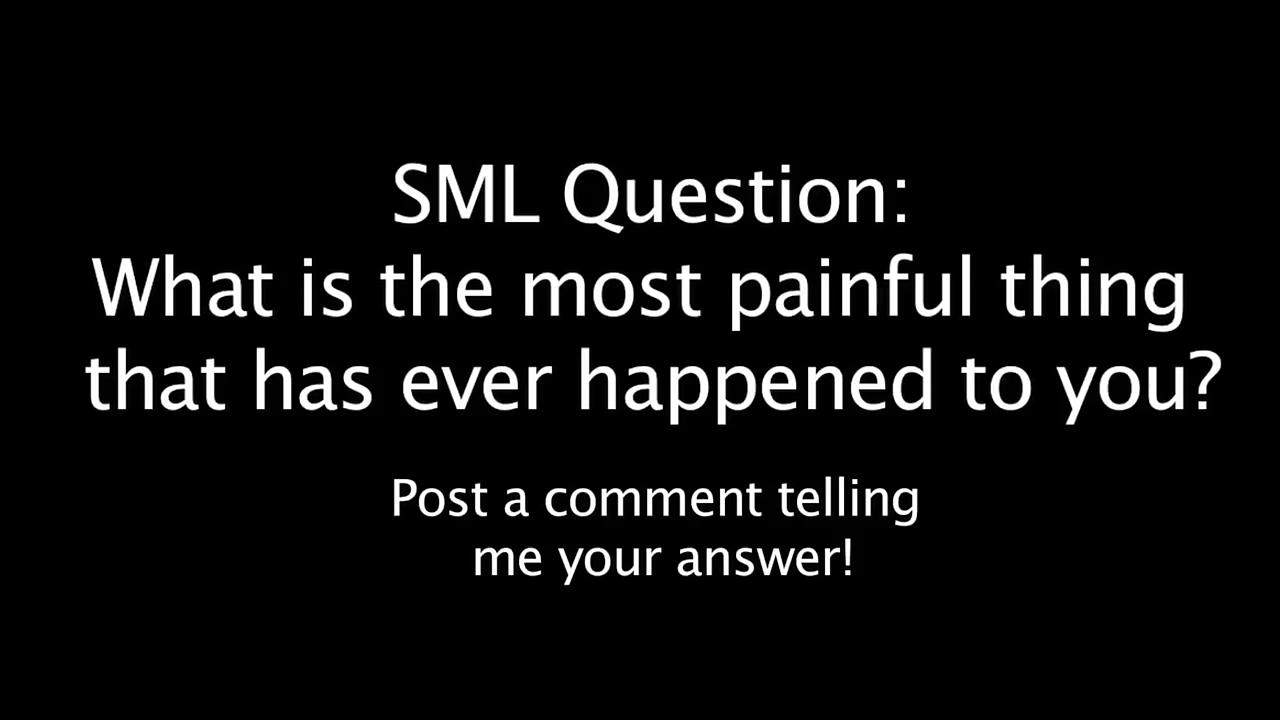 SML Question:
What is the most painful thing
that has ever happened to you?
Post a comment telling
me your answer!